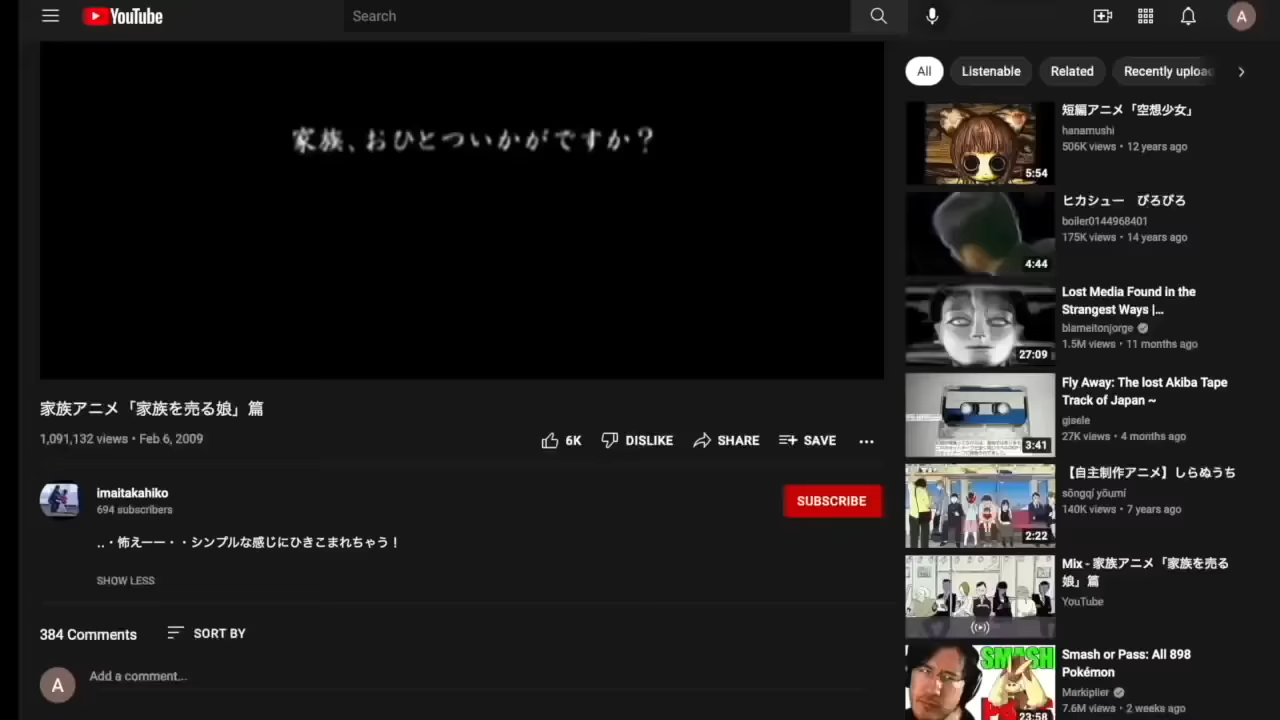 YouTube
Search
A
家族、おひとついかがですか?
家族アニメ「家族を売る娘」篇
1,091,132 views • Feb 6, 2009
6K
DISLIKE
SHARE
SAVE
imaitakahiko
694 subscribers
SUBSCRIBE
..・怖えーー・・シンプルな感じにひきこまれちゃう！
SHOW LESS
384 Comments
SORT BY
A
Add a comment...
All
Listenable
Related
Recently uploa
5:54
短編アニメ「空想少女」
hanamushi
506K views • 12 years ago
4:44
ヒカシュー　びろびろ
boiler0144968401
175K views • 14 years ago
27:09
Lost Media Found in the
Strangest Ways |...
blameitonjorge
1.5M views • 11 months ago
3:41
Fly Away: The lost Akiba Tape
Track of Japan ~
gisele
27K views • 4 months ago
2:22
【自主制作アニメ】しらぬうち
sōngqí yōumí
140K views • 7 years ago
Mix - 家族アニメ「家族を売る
娘」篇
YouTube
SMASH
23:58
Smash or Pass: All 898
Pokémon
Markiplier
7.6M views • 2 weeks ago